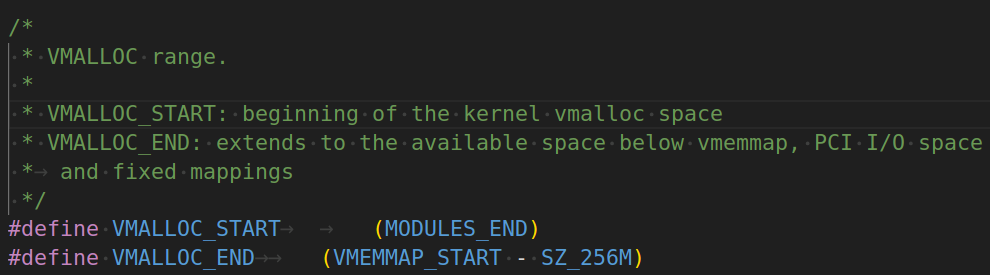 /*
 * VMALLOC range.
 *
 * VMALLOC_START: beginning of the kernel vmalloc space
 * VMALLOC_END: extends to the available space below vmemmap, PCI I/O space
 *	and fixed mappings
 */
#define VMALLOC_START		(MODULES_END)
#define VMALLOC_END		(VMEMMAP_START - SZ_256M)